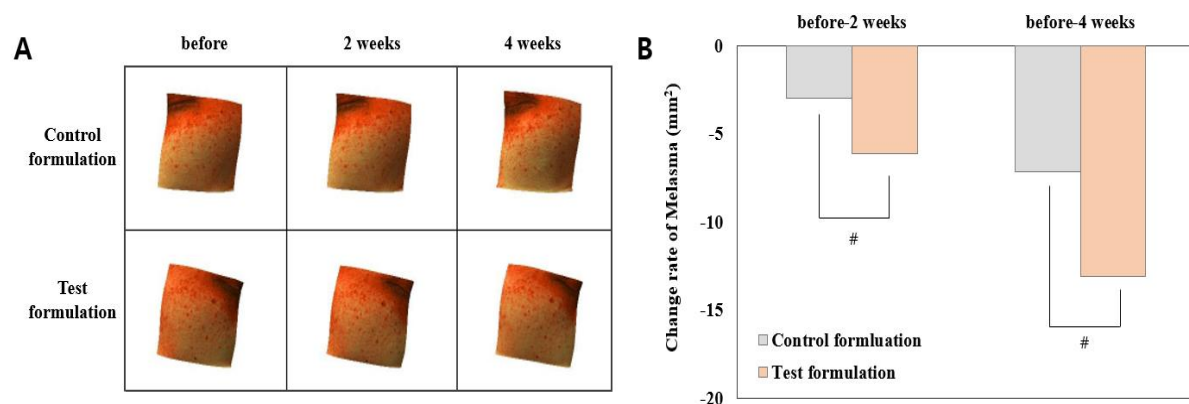 A
before
2 weeks
4 weeks
Control
formulation
Test
formulation
B
before-2 weeks
before-4 weeks
Change rate of Melasma (mm²)
0
-5
-10
-15
-20
#
#
Control formluation
Test formulation